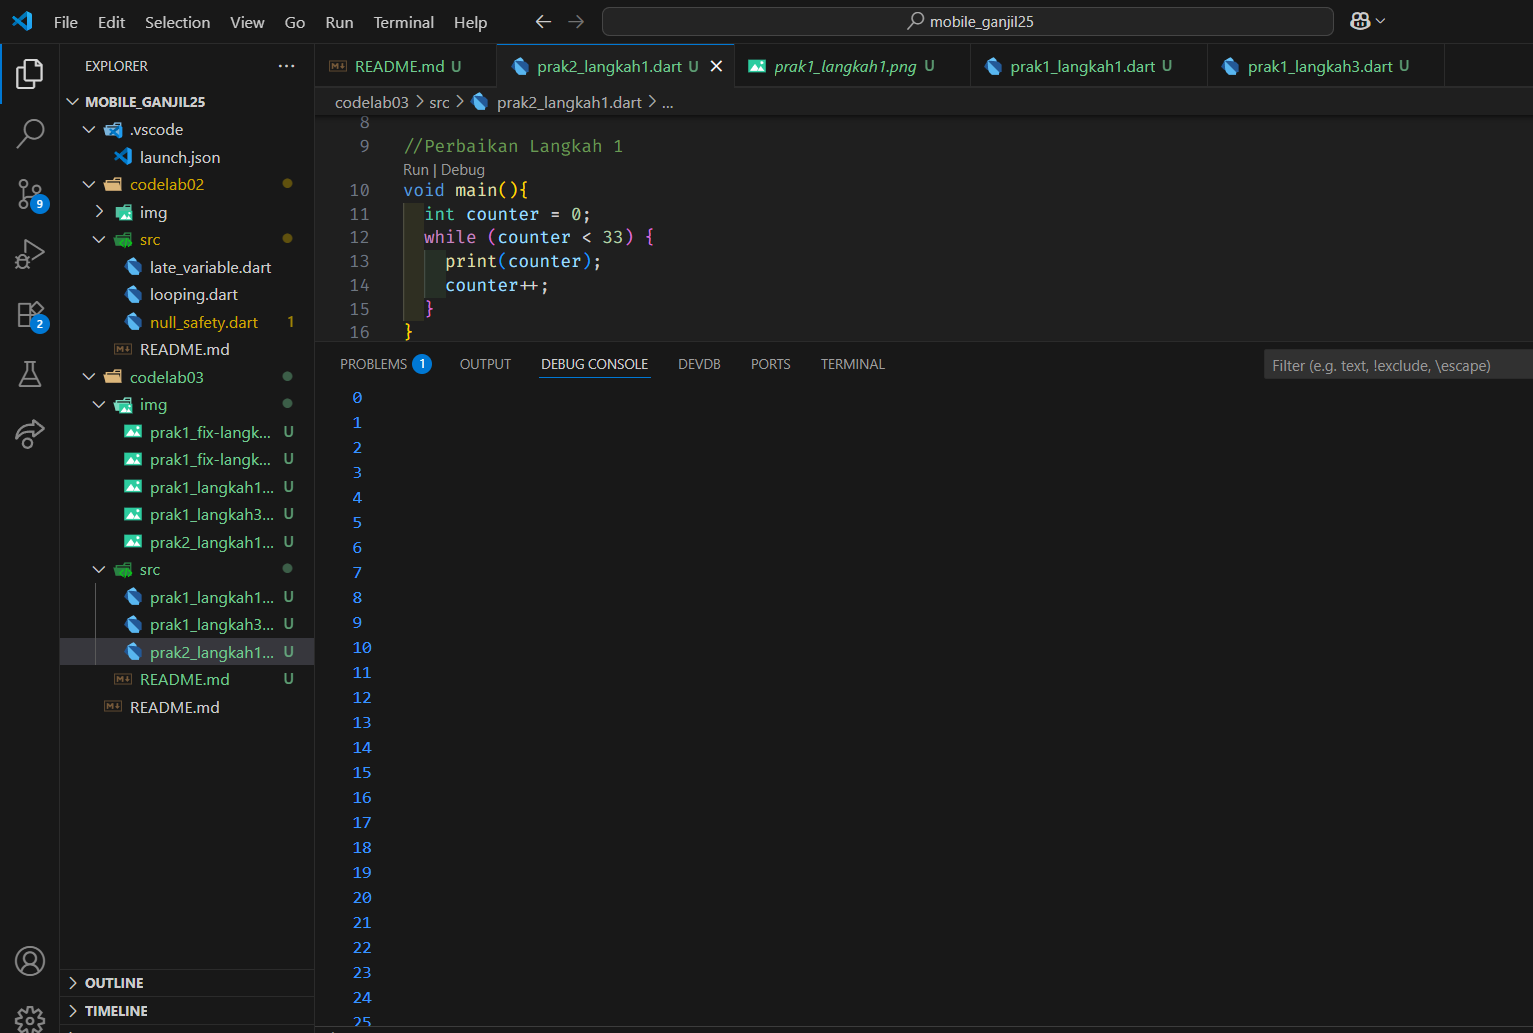 File Edit Selection View Go Run Terminal Help
mobile_ganjil25
EXPLORER
MOBILE_GANJIL25
.vscode
launch.json
codelab02
img
src
late_variable.dart
looping.dart
null_safety.dart 1
README.md
codelab03
img
prak1_fix-langk... U
prak1_fix-langk... U
prak1_langkah1... U
prak1_langkah3... U
prak2_langkah1... U
src
prak1_langkah1... U
prak1_langkah3... U
prak2_langkah1... U
README.md U
README.md
OUTLINE
TIMELINE
9
2
README.md U prak2_langkah1.dart U prak1_langkah1.png U prak1_langkah1.dart U prak1_langkah3.dart U
codelab03 > src > prak2_langkah1.dart > ...
8
9 //Perbaikan Langkah 1
Run | Debug
10 void main(){
11 int counter = 0;
12 while (counter < 33) {
13 print(counter);
14 counter++;
15 }
16 }
PROBLEMS 1 OUTPUT DEBUG CONSOLE DEVDB PORTS TERMINAL Filter (e.g. text, !exclude, \escape)
0
1
2
3
4
5
6
7
8
9
10
11
12
13
14
15
16
17
18
19
20
21
22
23
24
25